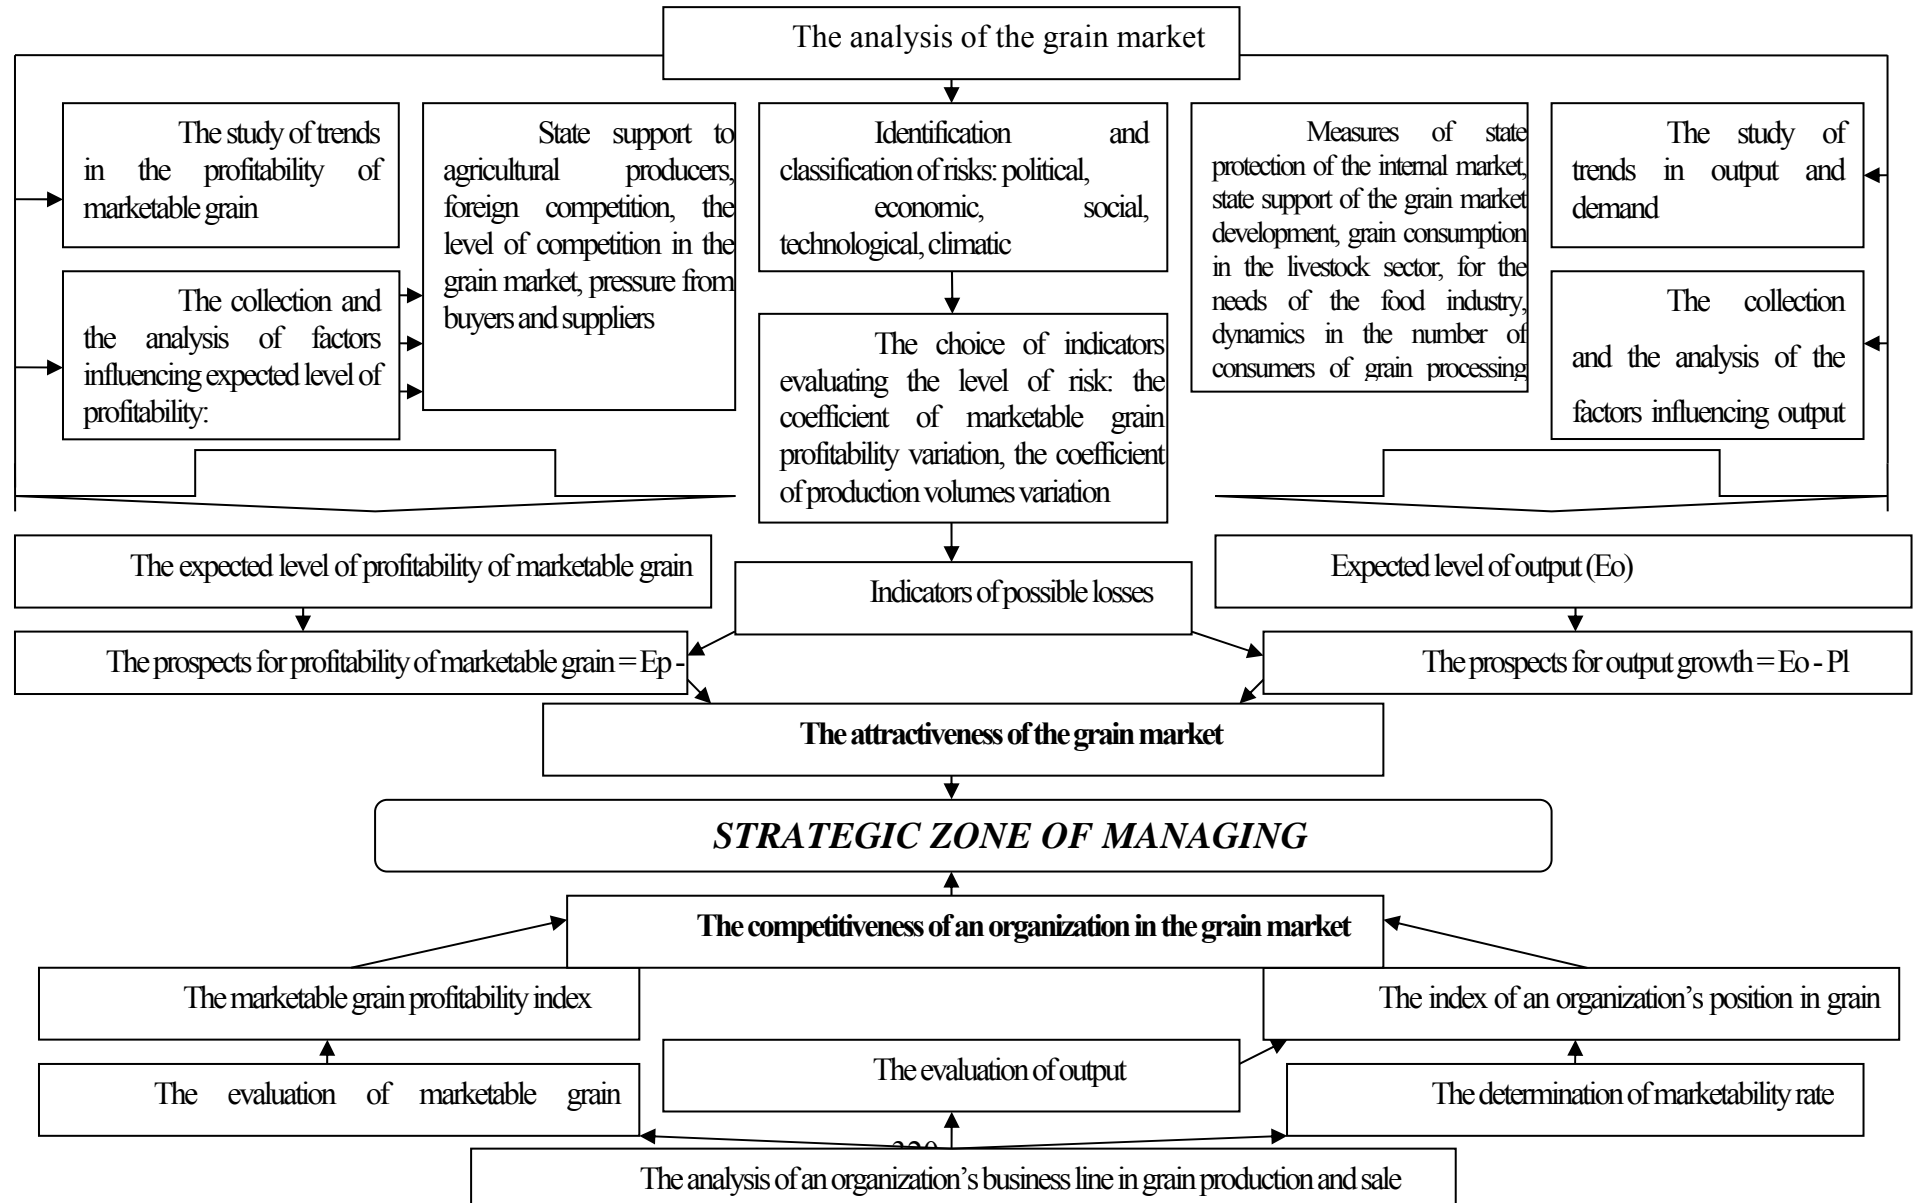 The analysis of the grain market
The study of trends
in the profitability of
marketable grain
State support to
agricultural producers,
foreign competition, the
level of competition in the
grain market, pressure from
buyers and suppliers
Identification and
classification of risks: political,
economic, social,
technological, climatic
Measures of state
protection of the internal market,
state support of the grain market
development, grain consumption
in the livestock sector, for the
needs of the food industry,
dynamics in the number of
consumers of grain processing
The study of
trends in output and
demand
The collection and
the analysis of factors
influencing expected level of
profitability:
The choice of indicators
evaluating the level of risk: the
coefficient of marketable grain
profitability variation, the coefficient
of production volumes variation
The collection
and the analysis of the
factors influencing output
The expected level of profitability of marketable grain
Indicators of possible losses
Expected level of output (Eo)
The prospects for profitability of marketable grain = Ep -
The prospects for output growth = Eo - Pl
The attractiveness of the grain market
STRATEGIC ZONE OF MANAGING
The competitiveness of an organization in the grain market
The marketable grain profitability index
The index of an organization’s position in grain
The evaluation of marketable grain
The evaluation of output
The determination of marketability rate
The analysis of an organization’s business line in grain production and sale